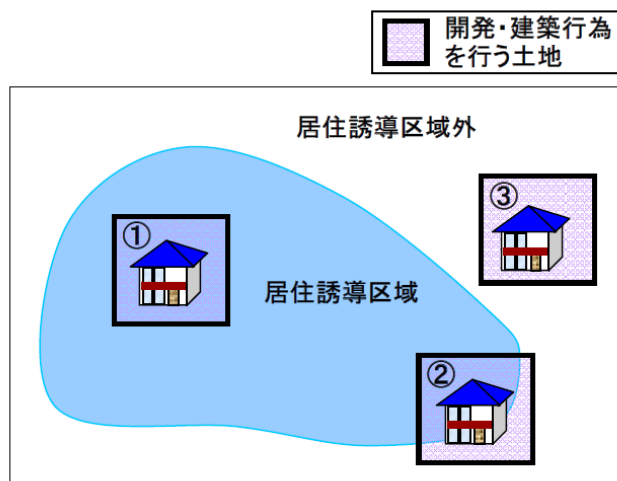 開発・建築行為
を行う土地
居住誘導区域外
①
③
居住誘導区域
②